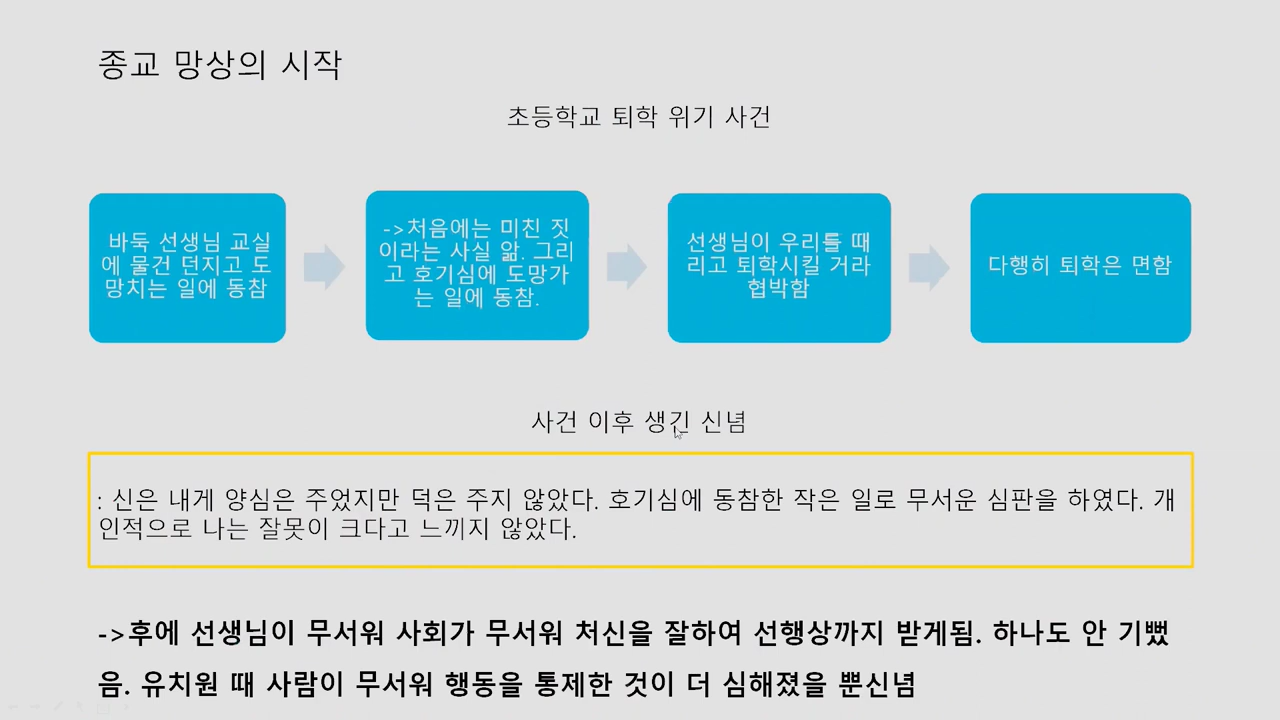 종교 망상의 시작
초등학교 퇴학 위기 사건
바둑 선생님 교실
에 물건 던지고 도
망치는 일에 동참
->처음에는 미친 짓
이라는 사실 앎. 그리
고 호기심에 도망가
는 일에 동참.
선생님이 우리를 때
리고 퇴학시킬 거라
협박함
다행히 퇴학은 면함
사건 이후 생긴 신념
: 신은 내게 양심은 주었지만 덕은 주지 않았다. 호기심에 동참한 작은 일로 무서운 심판을 하였다. 개
인적으로 나는 잘못이 크다고 느끼지 않았다.
->후에 선생님이 무서워 사회가 무서워 처신을 잘하여 선행상까지 받게됨. 하나도 안 기뻤
음. 유치원 때 사람이 무서워 행동을 통제한 것이 더 심해졌을 뿐신념